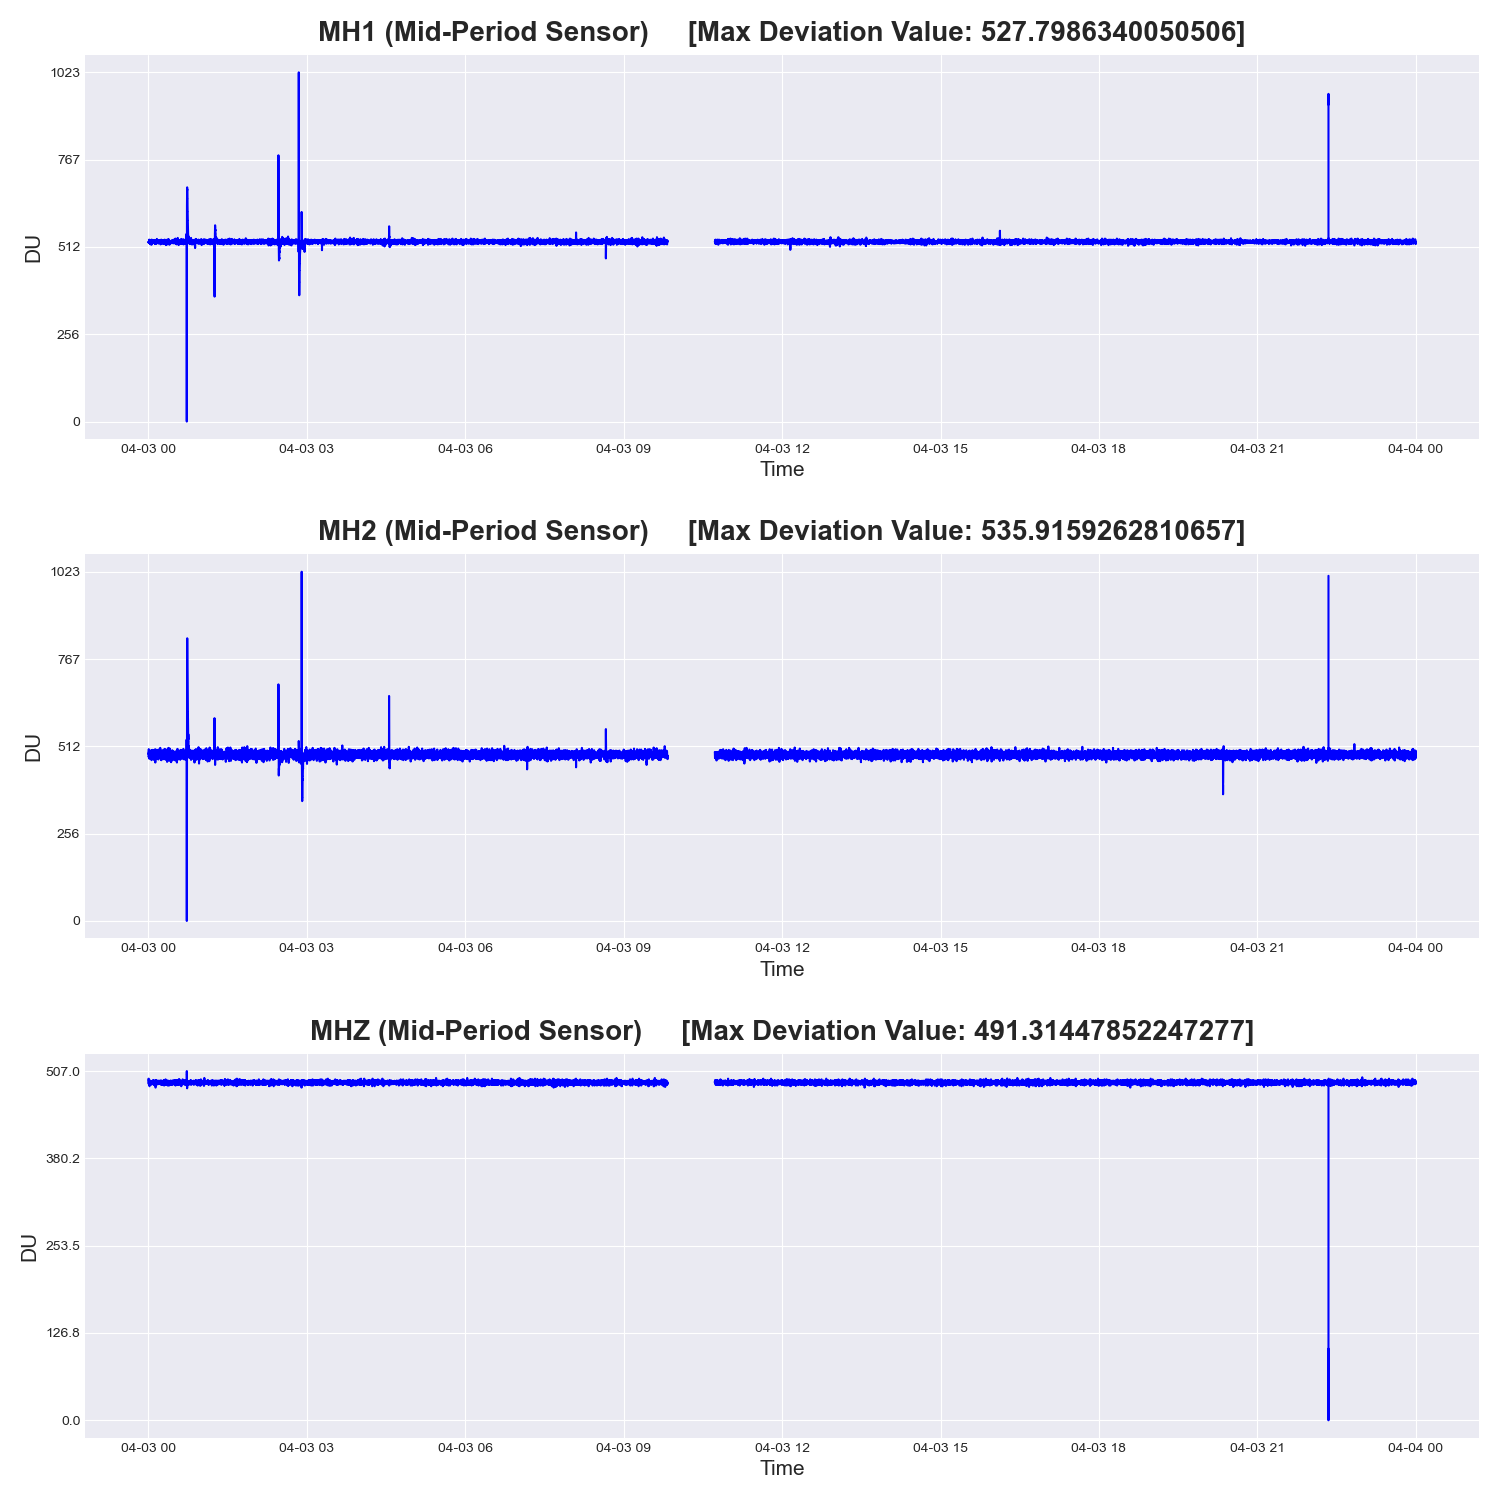 MH1 (Mid-Period Sensor) [Max Deviation Value: 527.7986340050506]
1023
767
512
256
0
DU
04-03 00 04-03 03 04-03 06 04-03 09 04-03 12 04-03 15 04-03 18 04-03 21 04-04 00
Time
MH2 (Mid-Period Sensor) [Max Deviation Value: 535.9159262810657]
1023
767
512
256
0
DU
04-03 00 04-03 03 04-03 06 04-03 09 04-03 12 04-03 15 04-03 18 04-03 21 04-04 00
Time
MHZ (Mid-Period Sensor) [Max Deviation Value: 491.31447852247277]
507.0
380.2
253.5
126.8
0.0
DU
04-03 00 04-03 03 04-03 06 04-03 09 04-03 12 04-03 15 04-03 18 04-03 21 04-04 00
Time